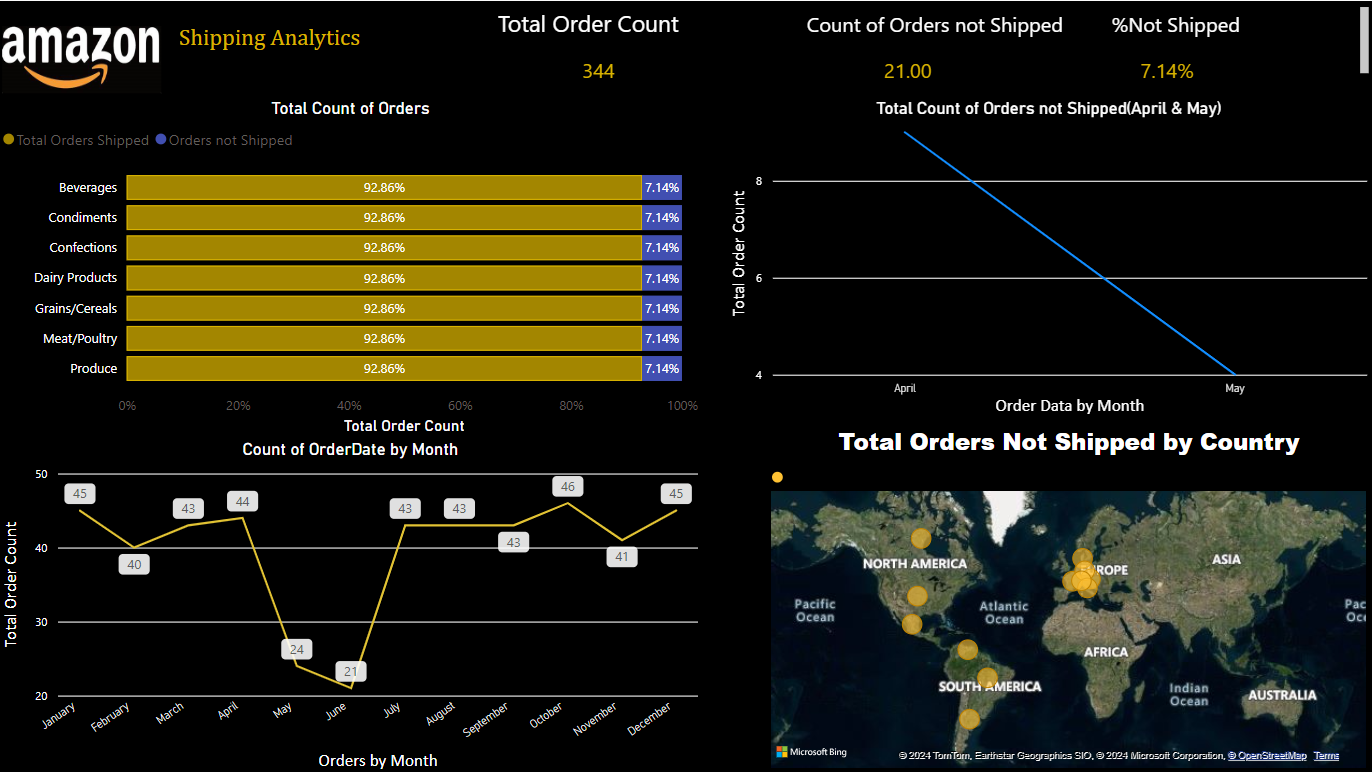 amazon
Shipping Analytics
Total Order Count
344
Count of Orders not Shipped
21.00
%Not Shipped
7.14%
Total Count of Orders
Total Orders Shipped Orders not Shipped
Beverages 92.86% 7.14%
Condiments 92.86% 7.14%
Confections 92.86% 7.14%
Dairy Products 92.86% 7.14%
Grains/Cereals 92.86% 7.14%
Meat/Poultry 92.86% 7.14%
Produce 92.86% 7.14%
0% 20% 40% 60% 80% 100%
Total Order Count
Total Count of Orders not Shipped(April & May)
Total Order Count
8
6
4
April May
Order Data by Month
Count of OrderDate by Month
Total Order Count
50
40
30
20
45 40 43 44 24 21 43 43 43 46 41 45
January February March April May June July August September October November December
Orders by Month
Total Orders Not Shipped by Country
NORTH AMERICA
EUROPE
ASIA
Pacific
Ocean
Atlantic
Ocean
Pac
Oc
AFRICA
SOUTH AMERICA
Indian
Ocean
AUSTRALIA
Microsoft Bing
© 2024 TomTom, Earthstar Geographics SIO, © 2024 Microsoft Corporation, © OpenStreetMap Terms